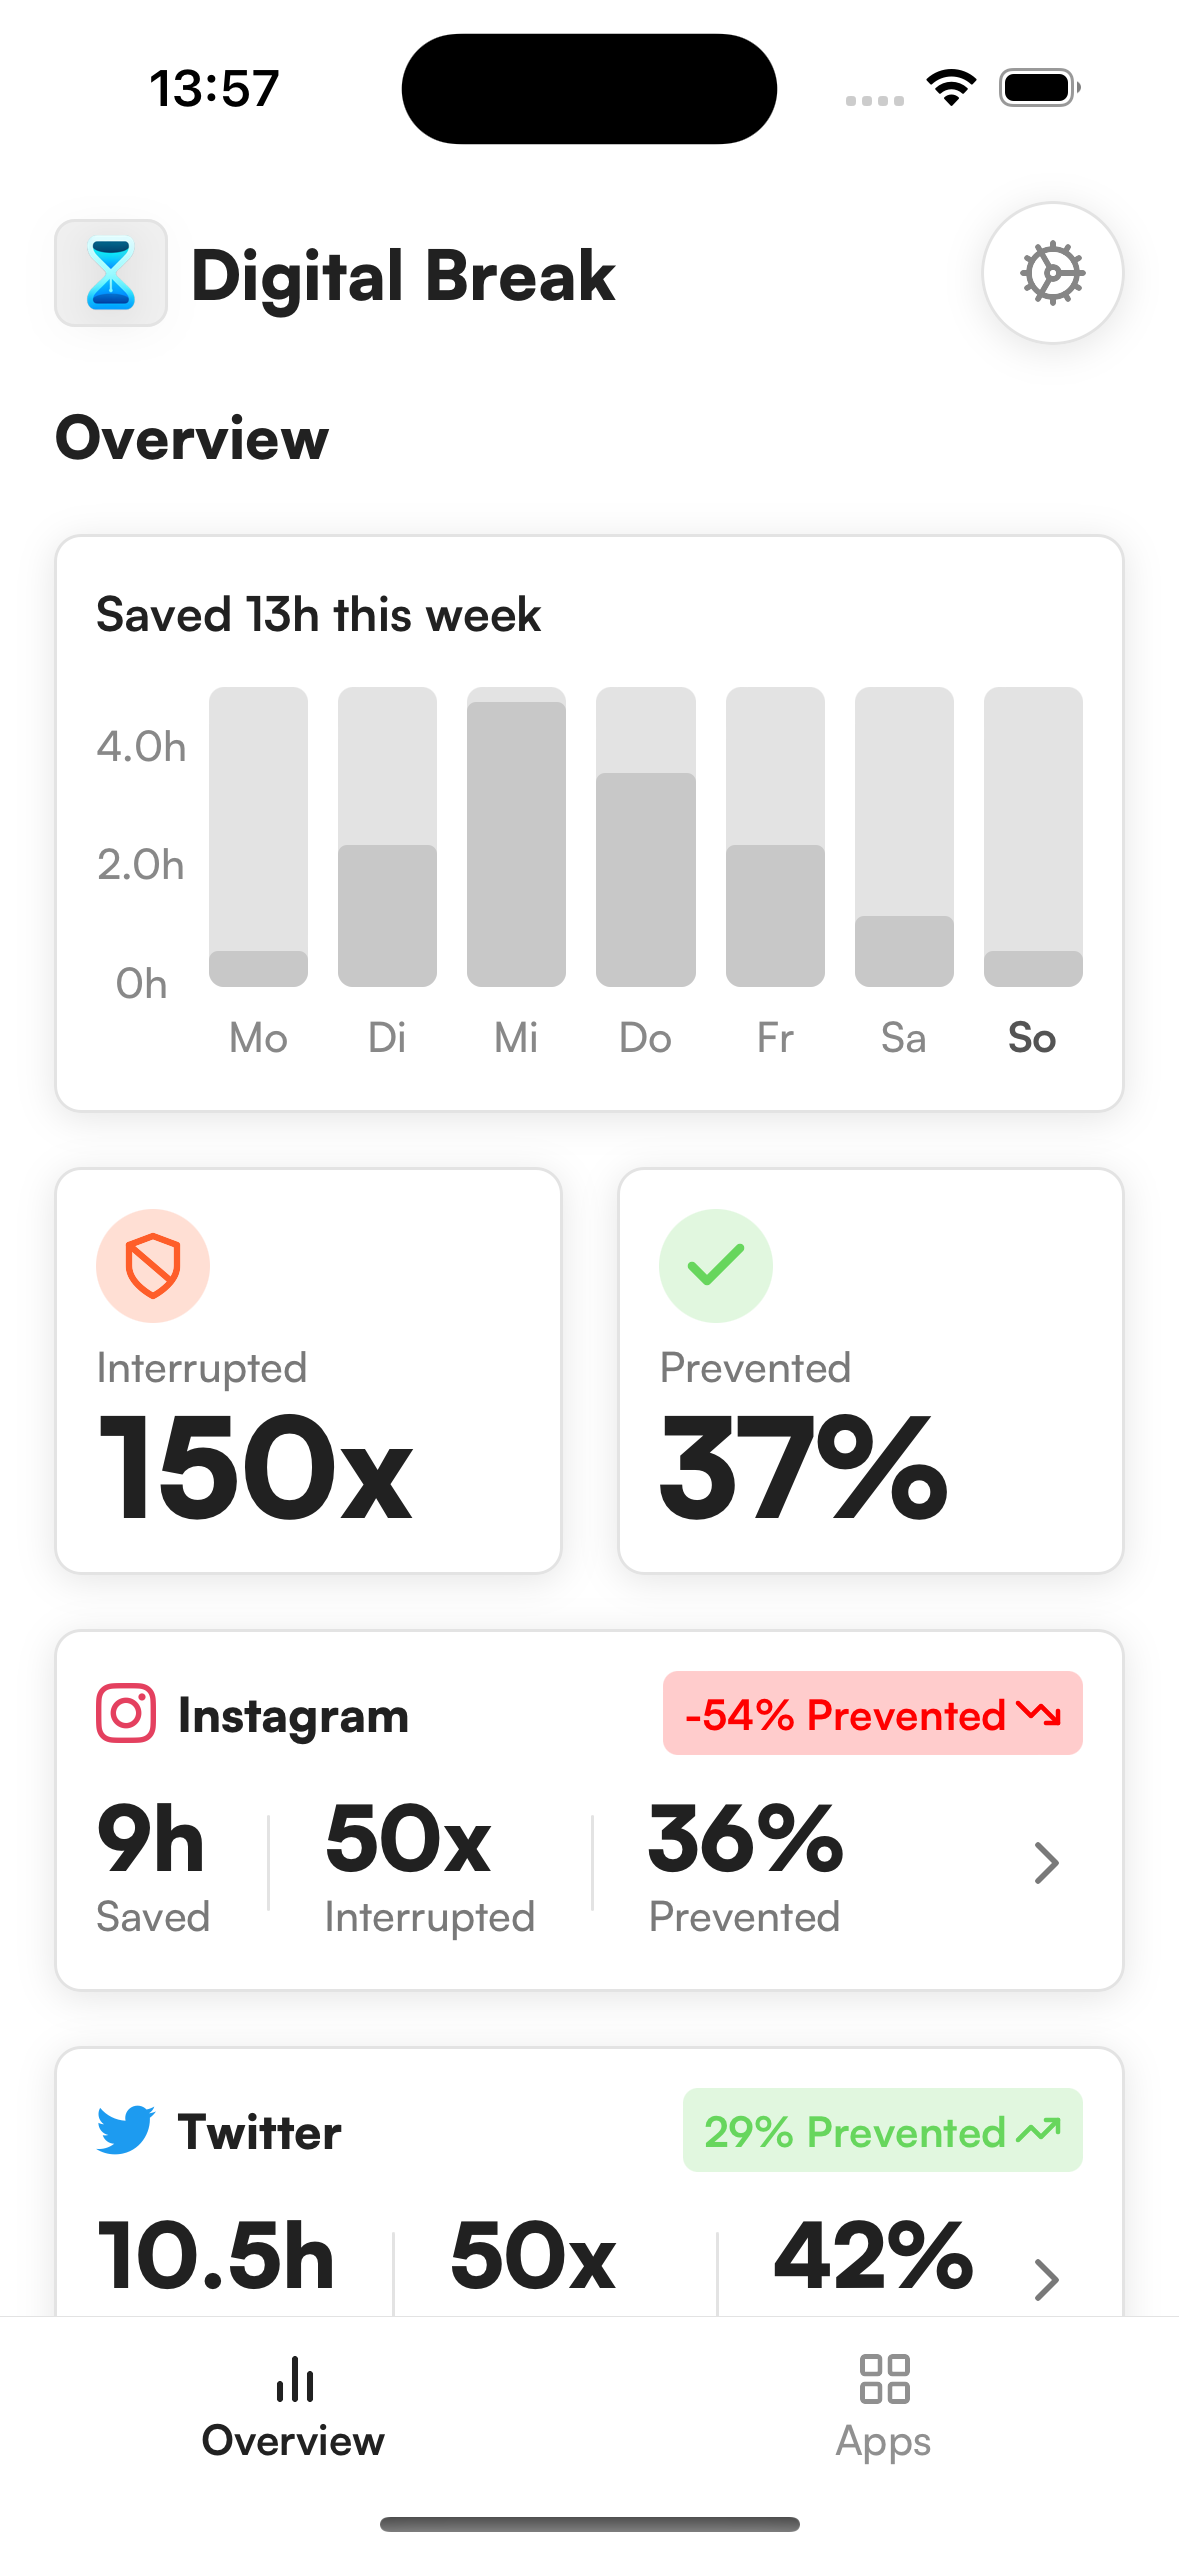 13:57
Digital Break
Overview
Saved 13h this week
4.0h
2.0h
0h
Mo Di Mi Do Fr Sa So
Interrupted
150x
Prevented
37%
Instagram
-54% Prevented
9h 50x 36%
Saved Interrupted Prevented
Twitter
29% Prevented
10.5h 50x 42%
Overview Apps